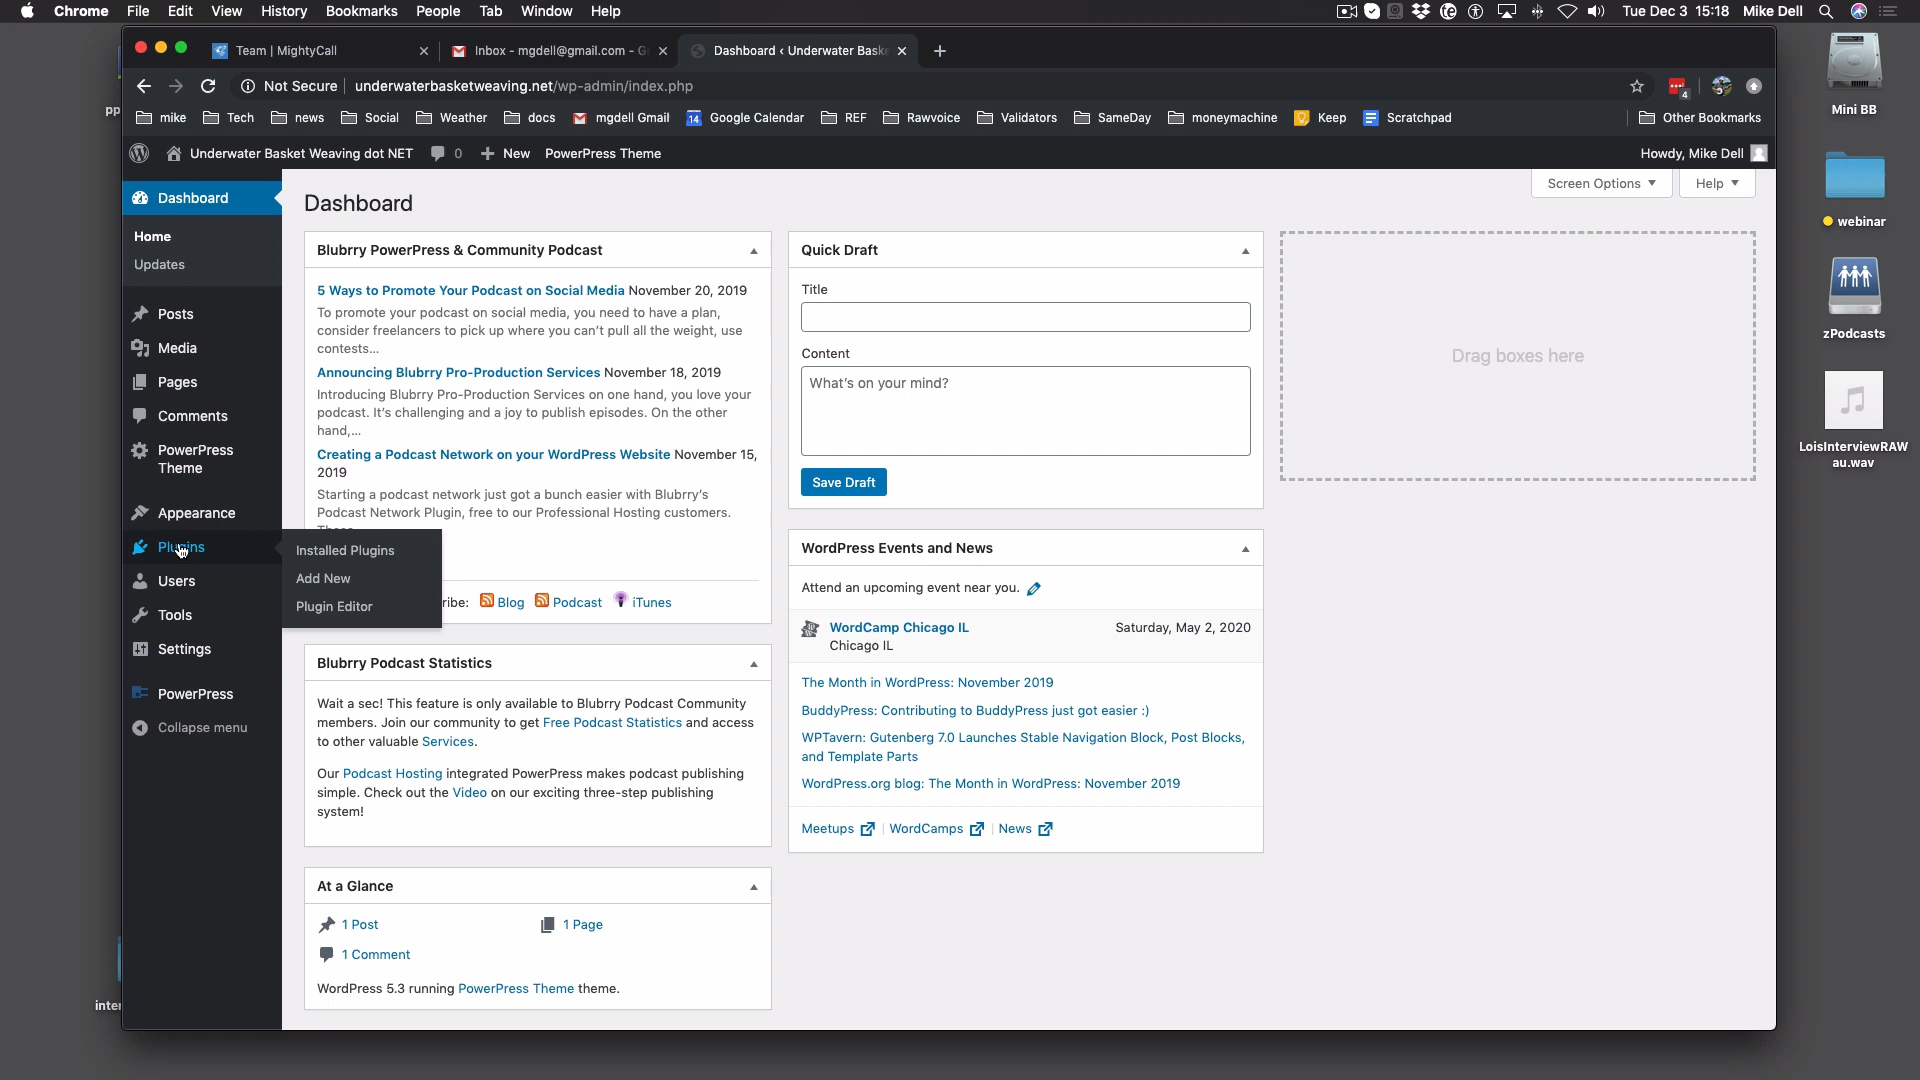 Chrome File Edit View History Bookmarks People Tab Window Help
Tue Dec 3 15:18 Mike Dell
Team | MightyCall
Inbox - mgdell@gmail.com - G
Dashboard ‹ Underwater Bask
Not Secure underwaterbasketweaving.net/wp-admin/index.php
4
mike Tech news Social Weather docs mgdell Gmail 14 Google Calendar REF Rawvoice Validators SameDay moneymachine Keep Scratchpad Other Bookmarks
Underwater Basket Weaving dot NET 0 New PowerPress Theme Howdy, Mike Dell
Screen Options Help
Dashboard
Home
Updates
Posts
Media
Pages
Comments
PowerPress
Theme
Appearance
Plugins
Users
Tools
Settings
PowerPress
Collapse menu
Installed Plugins
Add New
Plugin Editor
Dashboard
Blubrry PowerPress & Community Podcast
5 Ways to Promote Your Podcast on Social Media November 20, 2019
To promote your podcast on social media, you need to have a plan,
consider freelancers to pick up where you can't pull all the weight, use
contests...
Announcing Blubrry Pro-Production Services November 18, 2019
Introducing Blubrry Pro-Production Services on one hand, you love your
podcast. It's challenging and a joy to publish episodes. On the other
hand,...
Creating a Podcast Network on your WordPress Website November 15,
2019
Starting a podcast network just got a bunch easier with Blubrry's
Podcast Network Plugin, free to our Professional Hosting customers.
ribe: Blog Podcast iTunes
Blubrry Podcast Statistics
Wait a sec! This feature is only available to Blubrry Podcast Community
members. Join our community to get Free Podcast Statistics and access
to other valuable Services.
Our Podcast Hosting integrated PowerPress makes podcast publishing
simple. Check out the Video on our exciting three-step publishing
system!
At a Glance
1 Post 1 Page
1 Comment
WordPress 5.3 running PowerPress Theme theme.
Quick Draft
Title
Content
What's on your mind?
Save Draft
WordPress Events and News
Attend an upcoming event near you.
WordCamp Chicago IL Saturday, May 2, 2020
Chicago IL
The Month in WordPress: November 2019
BuddyPress: Contributing to BuddyPress just got easier :)
WPTavern: Gutenberg 7.0 Launches Stable Navigation Block, Post Blocks,
and Template Parts
WordPress.org blog: The Month in WordPress: November 2019
Meetups | WordCamps | News
Drag boxes here
Mini BB
webinar
zPodcasts
LoisInterviewRAW
au.wav
pp
inter